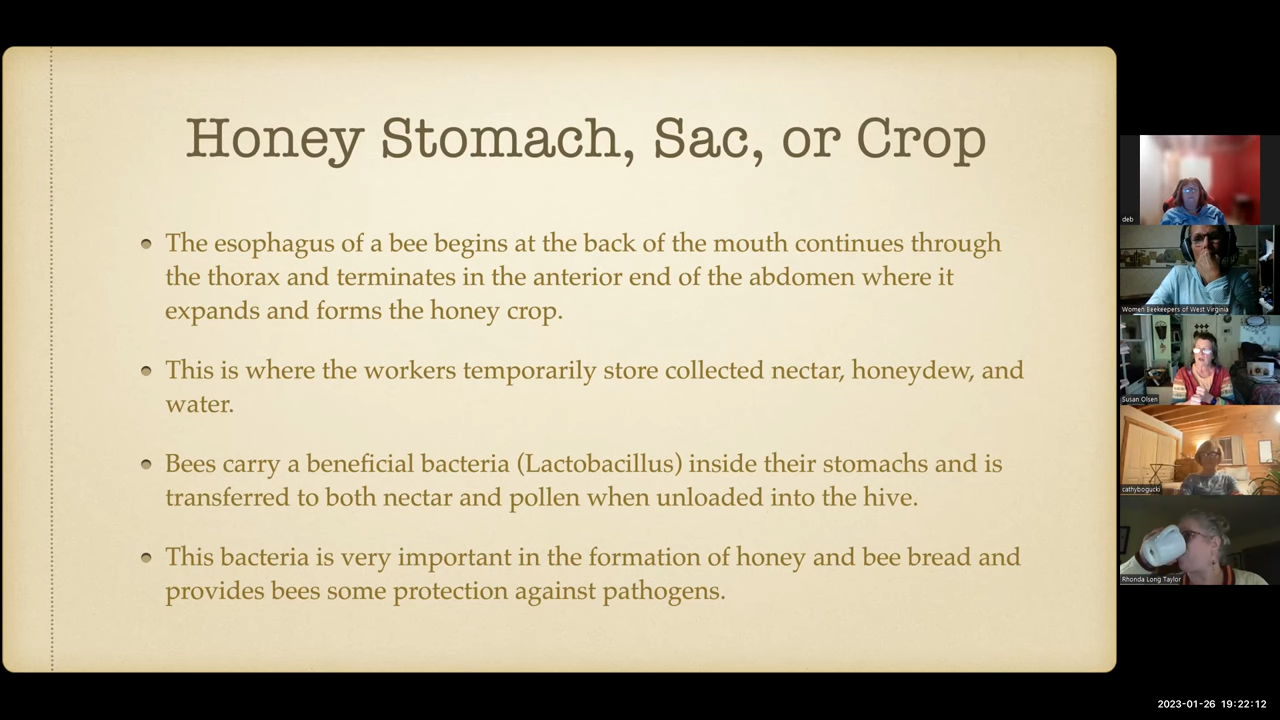 Honey Stomach, Sac, or Crop
The esophagus of a bee begins at the back of the mouth continues through
the thorax and terminates in the anterior end of the abdomen where it
expands and forms the honey crop.
This is where the workers temporarily store collected nectar, honeydew, and
water.
Bees carry a beneficial bacteria (Lactobacillus) inside their stomachs and is
transferred to both nectar and pollen when unloaded into the hive.
This bacteria is very important in the formation of honey and bee bread and
provides bees some protection against pathogens.
deb
Women Beekeepers of West Virginia
Susan Olsen
cathybogucki
Rhonda Long Taylor
2023-01-26 19:22:12